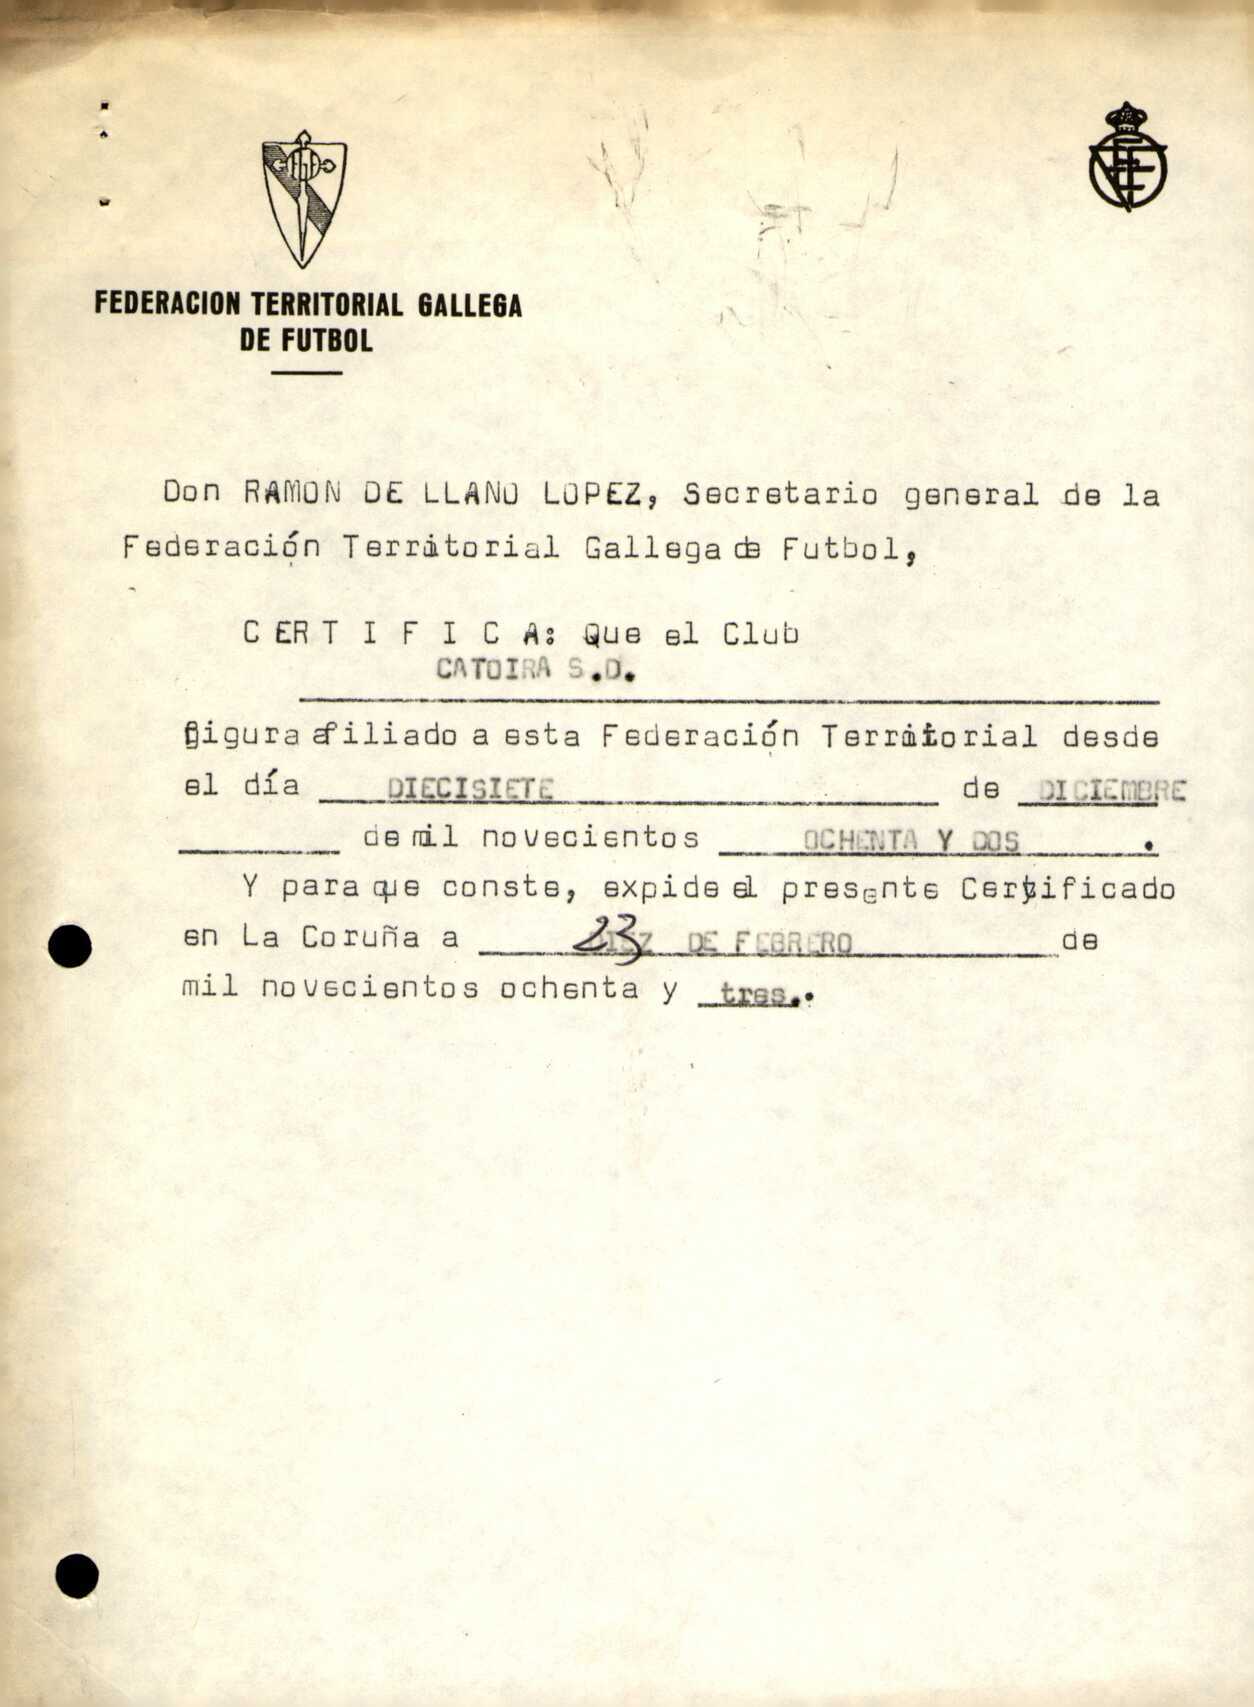 FEDERACION TERRITORIAL GALLEGA
DE FUTBOL
Don RAMON DE LLANO LOPEZ, Secretario general de la
Federación Territorial Gallega de Futbol,
C E R T I F I C A: Que el Club
CATOIRA S.D.
figura afiliado a esta Federación Territorial desde
el día DIECISIETE de DICIEMBRE
de mil novecientos OCHENTA Y DOS .
Y para que conste, expide el presente Certificado
en La Coruña a 23 DIEZ DE FEBRERO de
mil novecientos ochenta y tres..